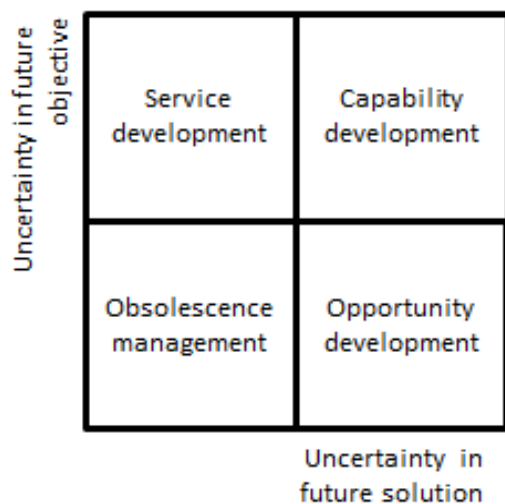 Uncertainty in future
objective
Service
development
Capability
development
Obsolescence
management
Opportunity
development
Uncertainty in
future solution